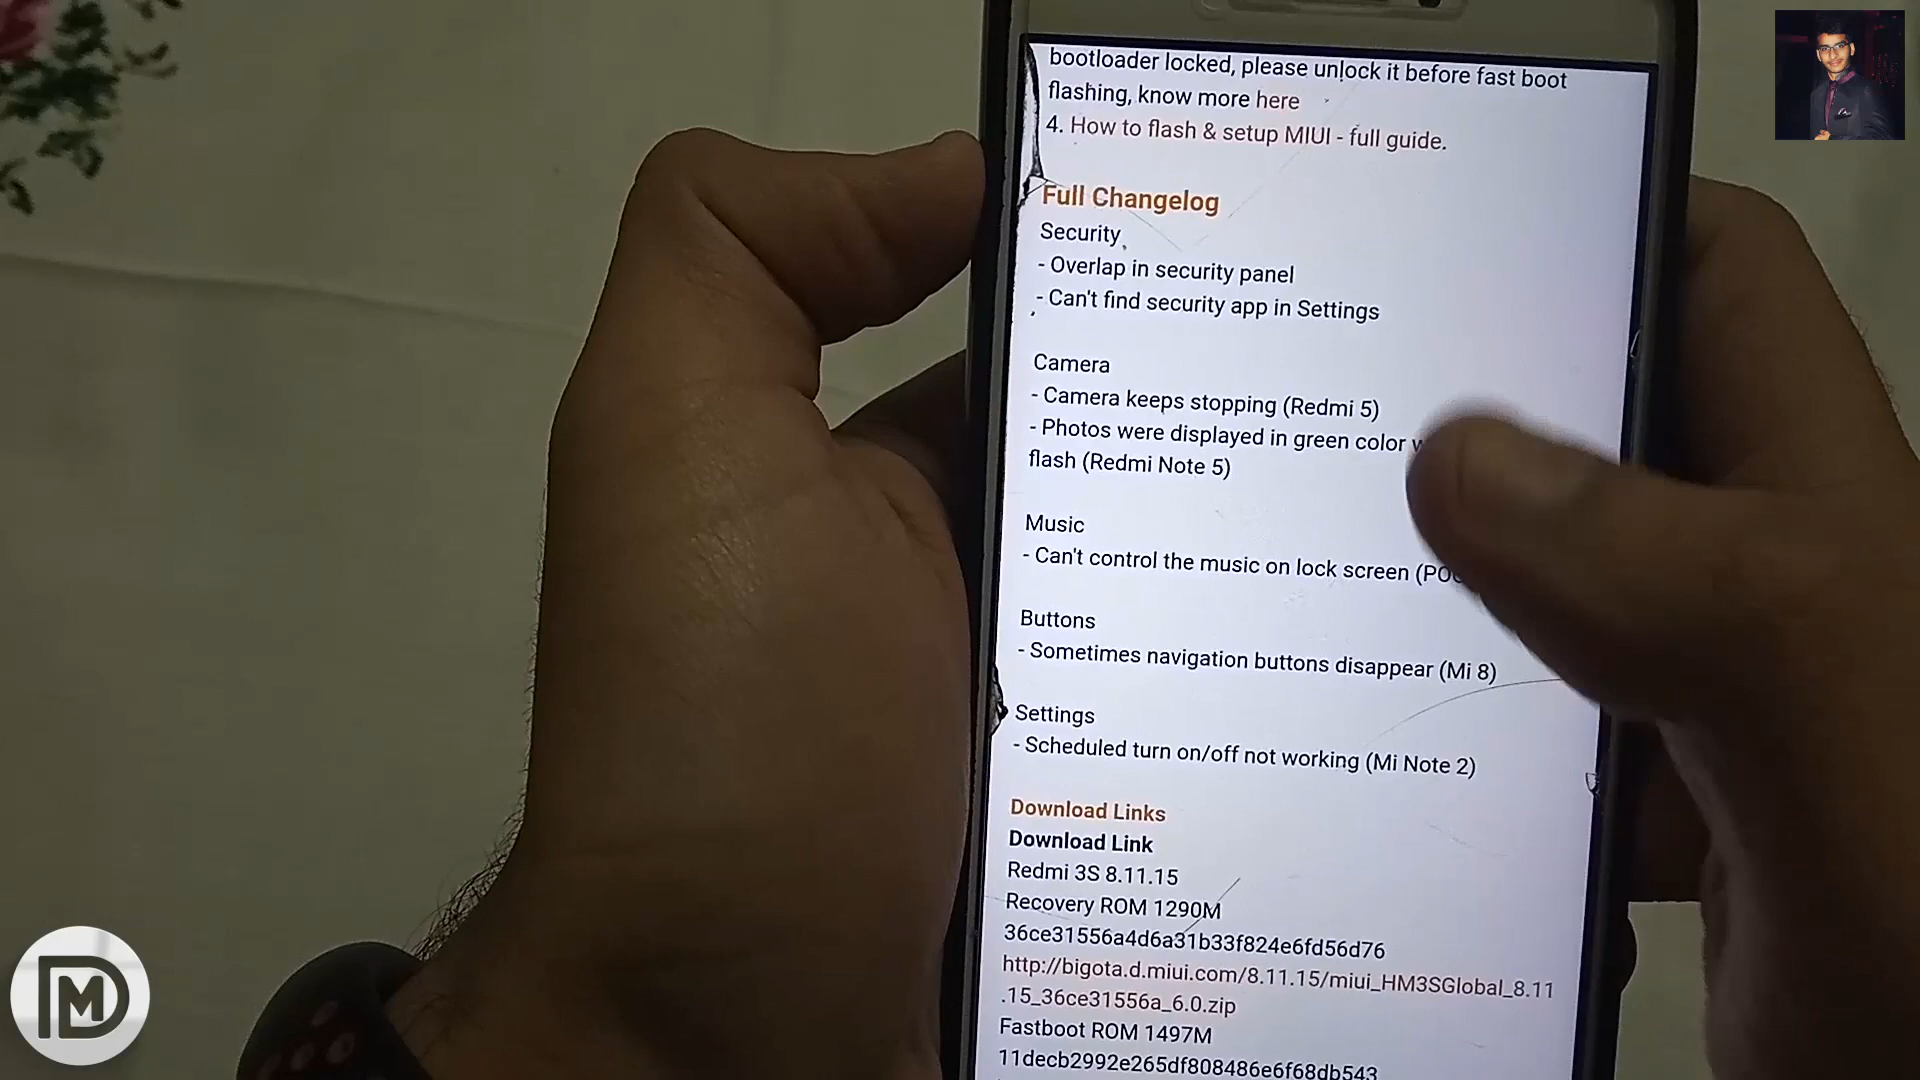 bootloader locked, please unlock it before fast boot
flashing, know more here
4. How to flash & setup MIUI - full guide.
Full Changelog
Security
- Overlap in security panel
- Can't find security app in Settings
Camera
- Camera keeps stopping (Redmi 5)
- Photos were displayed in green color
flash (Redmi Note 5)
Music
- Can't control the music on lock screen
Buttons
- Sometimes navigation buttons disappear (Mi 8)
Settings
- Scheduled turn on/off not working (Mi Note 2)
Download Links
Download Link
Redmi 3S 8.11.15
Recovery ROM 1290M
36ce31556a4d6a31b33f824e6fd56d76
http://bigota.d.miui.com/8.11.15/miui_HM3SGlobal_8.11
.15_36ce31556a_6.0.zip
Fastboot ROM 1497M
11decb2992e265df808486e6f68db543
DM